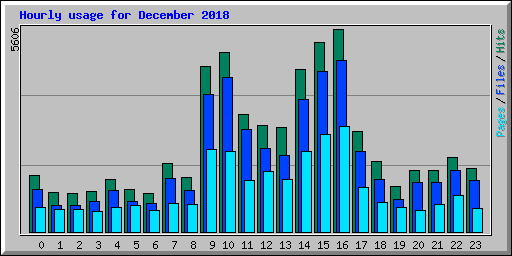 Hourly usage for December 2018
5606
Pages / Files / Hits
0 1 2 3 4 5 6 7 8 9 10 11 12 13 14 15 16 17 18 19 20 21 22 23